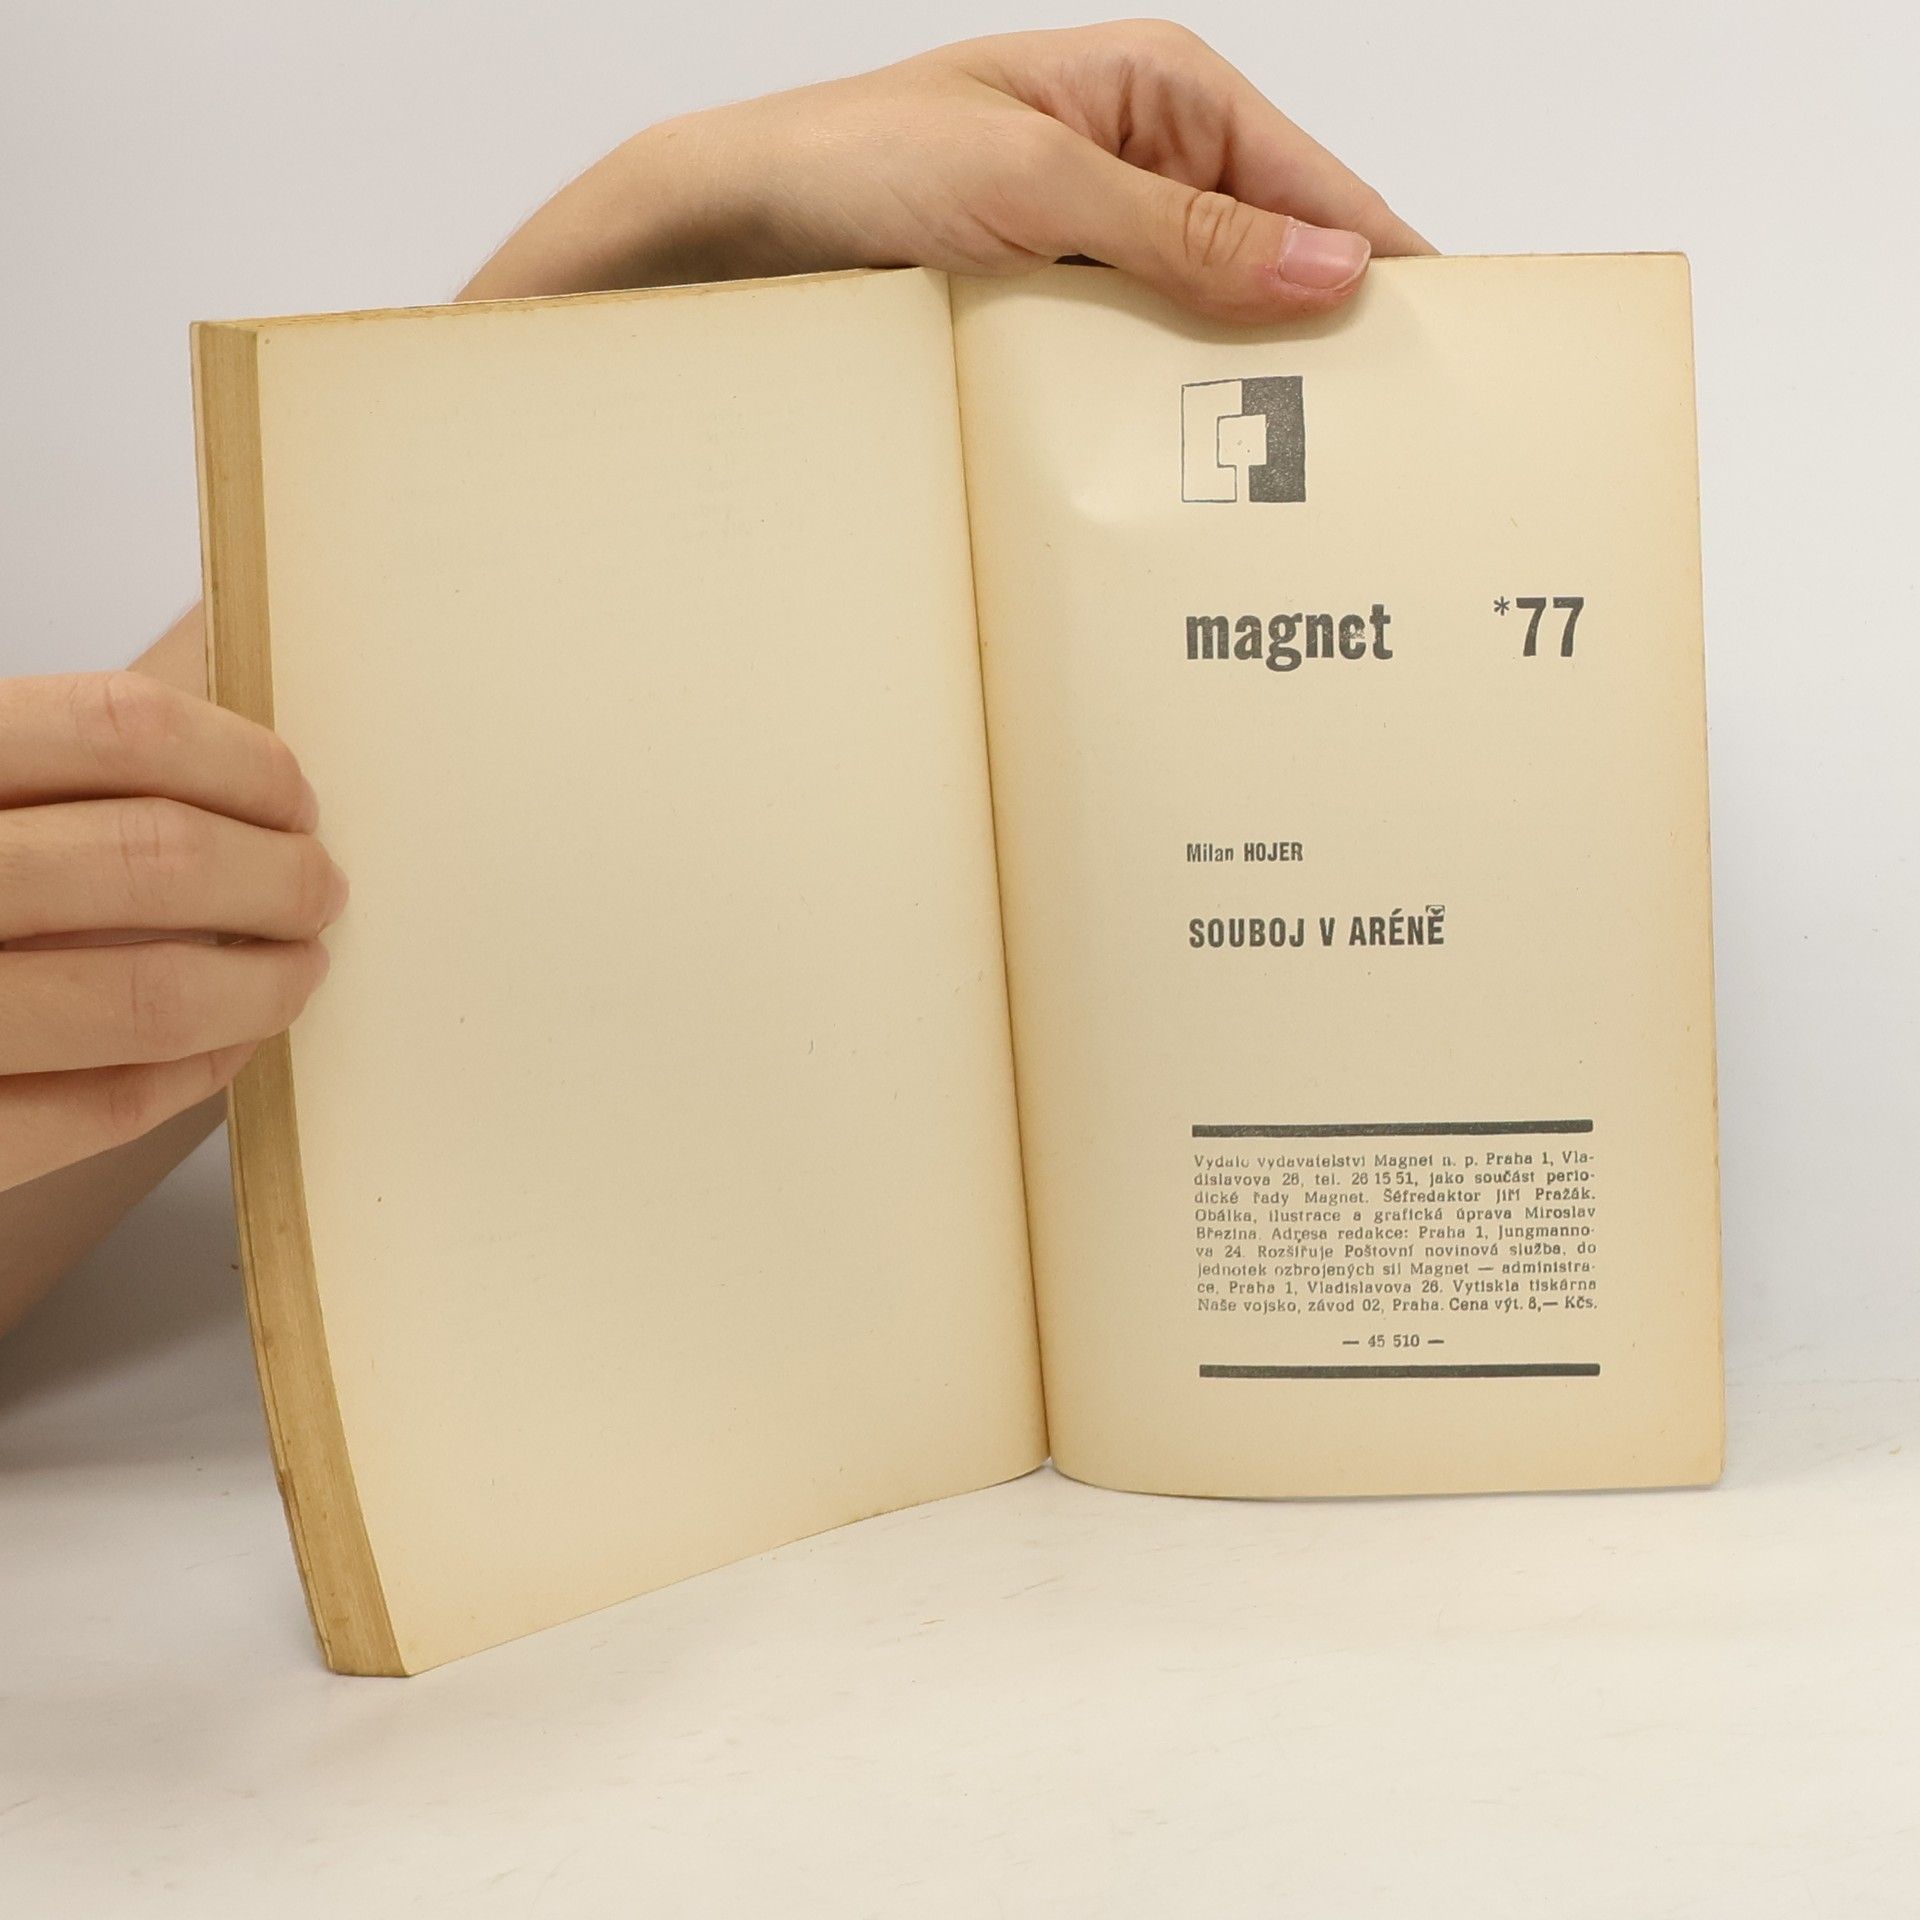 magnet *77
Milan HOJER
SOUBOJ V ARÉNĚ
Vydalo vydavatelství Magnet n. p. Praha 1, Vla-
dislavova 26, tel. 26 15 51, jako součást perio-
dické řady Magnet. Šéfredaktor Jiří Pražák.
Obálka, ilustrace a grafická úprava Miroslav
Březina. Adresa redakce: Praha 1, Jungmanno-
va 24. Rozšiřuje Poštovní novinová služba, do
jednotek ozbrojených sil Magnet — administra-
ce, Praha 1, Vladislavova 26. Vytiskla tiskárna
Naše vojsko, závod 02, Praha. Cena výt. 8,— Kčs.
— 45 510 —